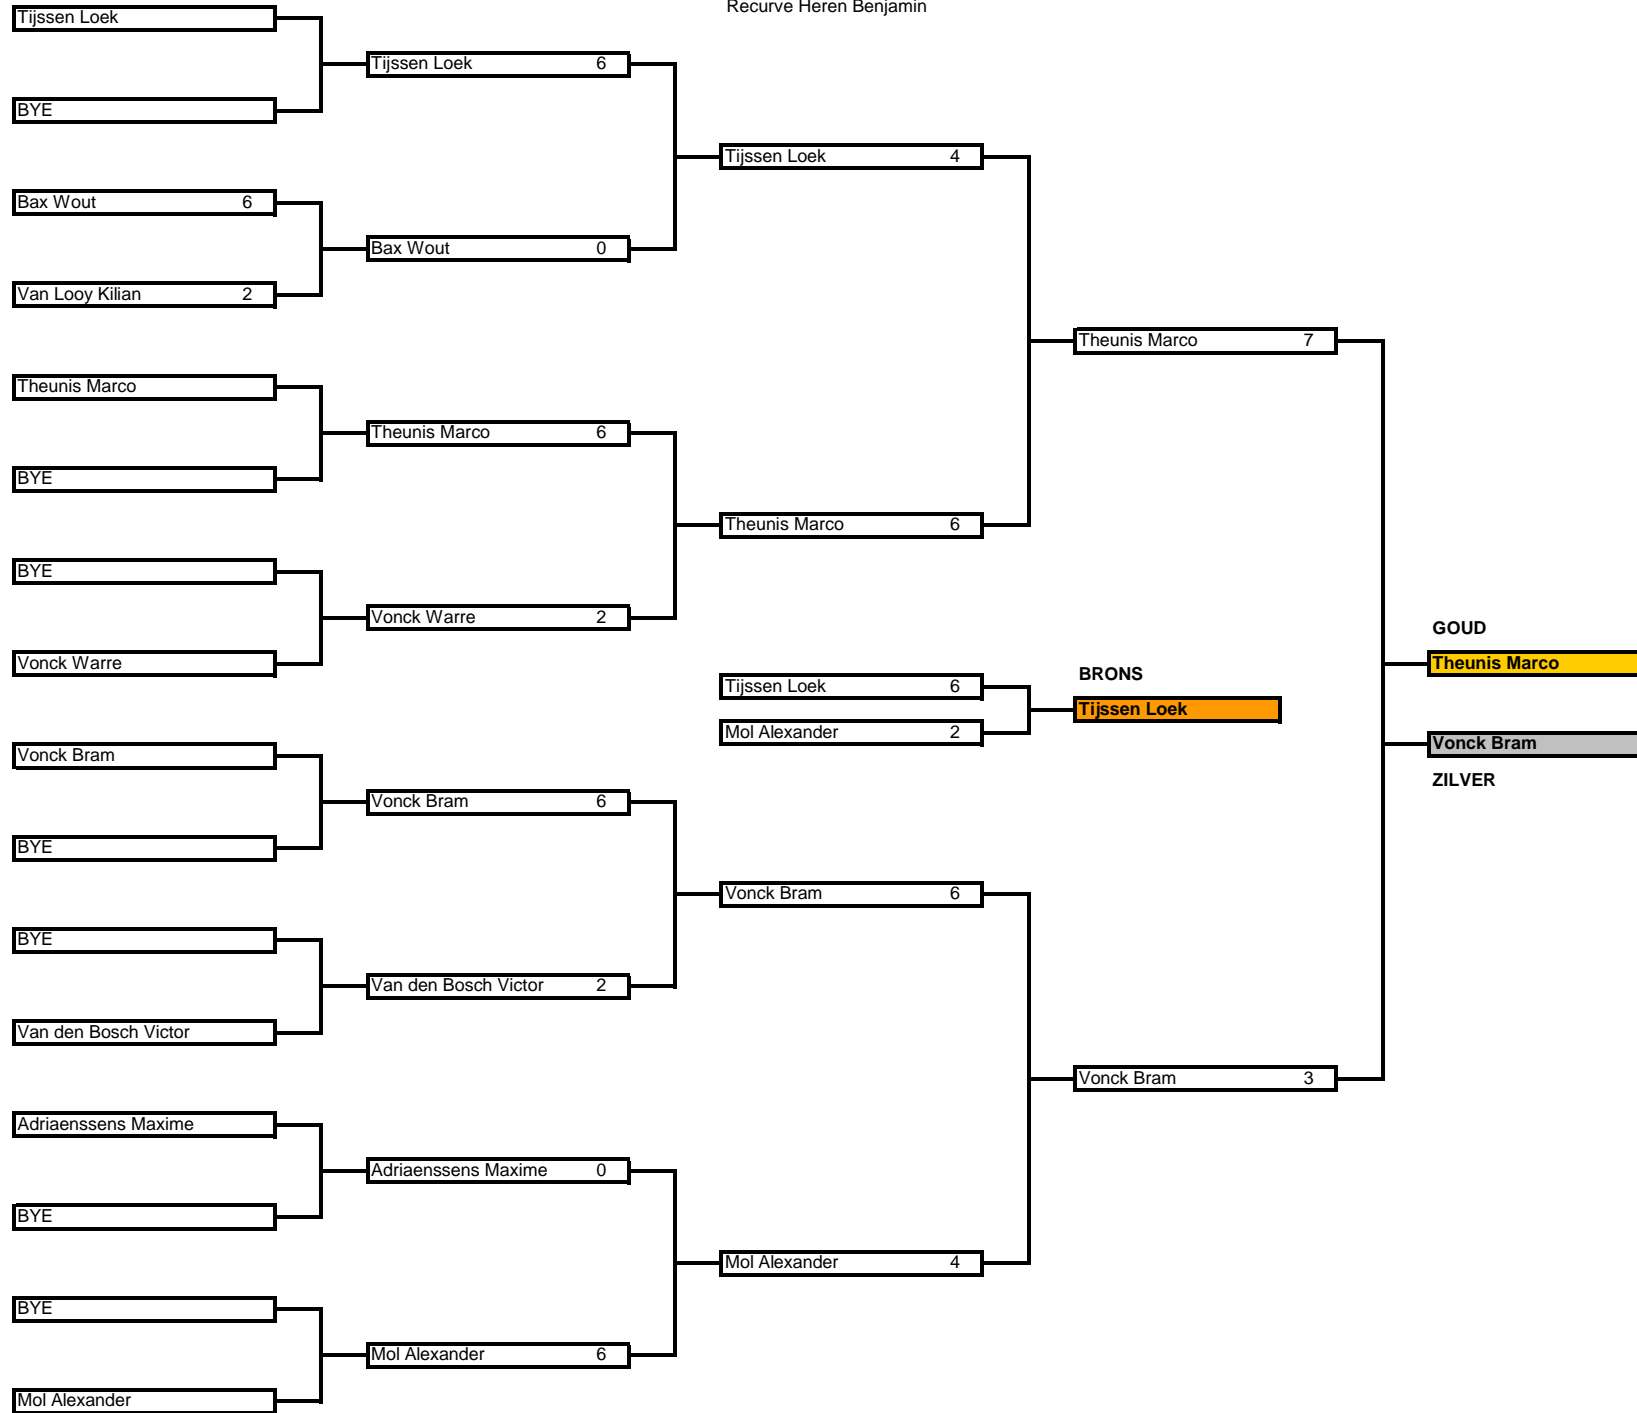 Recurve Heren Benjamin
Tijssen Loek
BYE
Bax Wout 6
Van Looy Kilian 2
Theunis Marco
BYE
BYE
Vonck Warre
Vonck Bram
BYE
BYE
Van den Bosch Victor
Adriaenssens Maxime
BYE
BYE
Mol Alexander
Tijssen Loek 6
Bax Wout 0
Theunis Marco 6
Vonck Warre 2
Vonck Bram 6
Van den Bosch Victor 2
Adriaenssens Maxime 0
Mol Alexander 6
Tijssen Loek 4
Theunis Marco 6
Vonck Bram 6
Mol Alexander 4
Tijssen Loek 6
Mol Alexander 2
BRONS
Tijssen Loek
Theunis Marco 7
Vonck Bram 3
GOUD
Theunis Marco
Vonck Bram
ZILVER